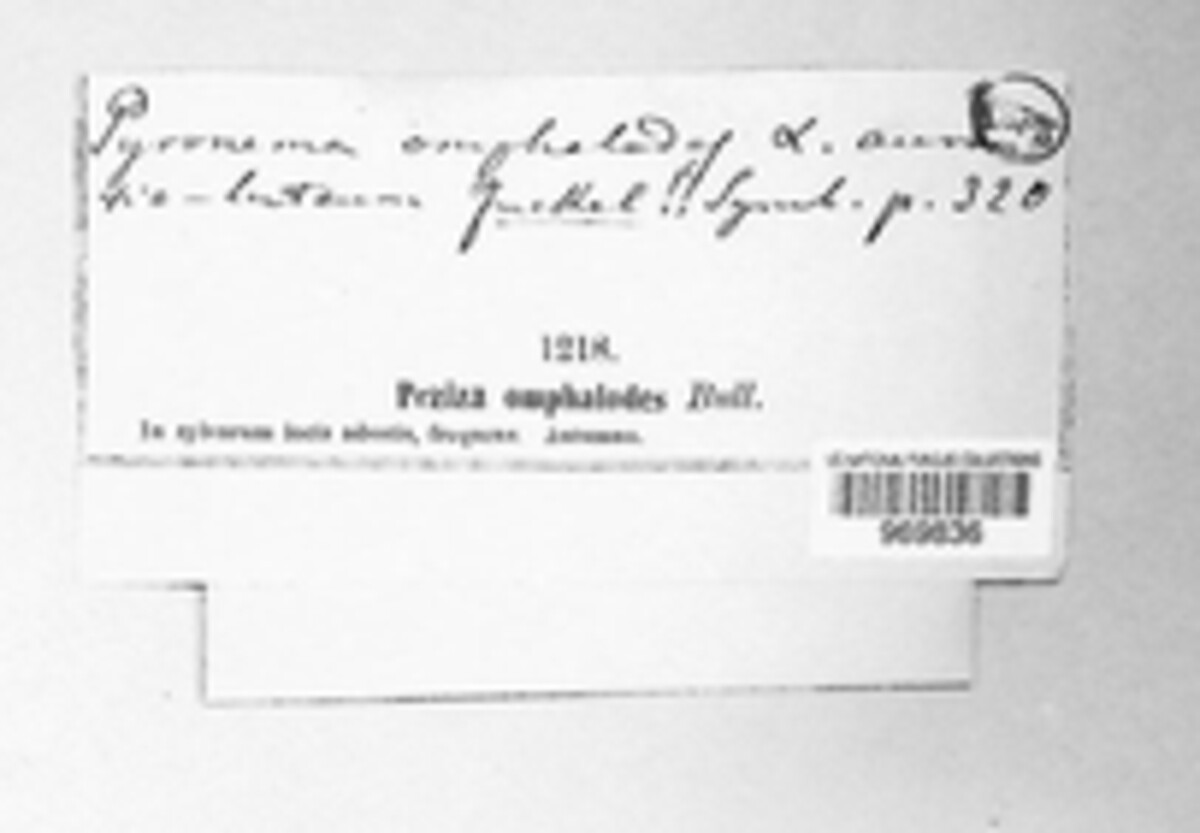 Pyronema omphalodes α. auran
tio-luteum Fuckel!! Symb. p. 320
1218.
Peziza omphalodes Bull.
In sylvarum locis adustis, frequens. Autumno.
969836